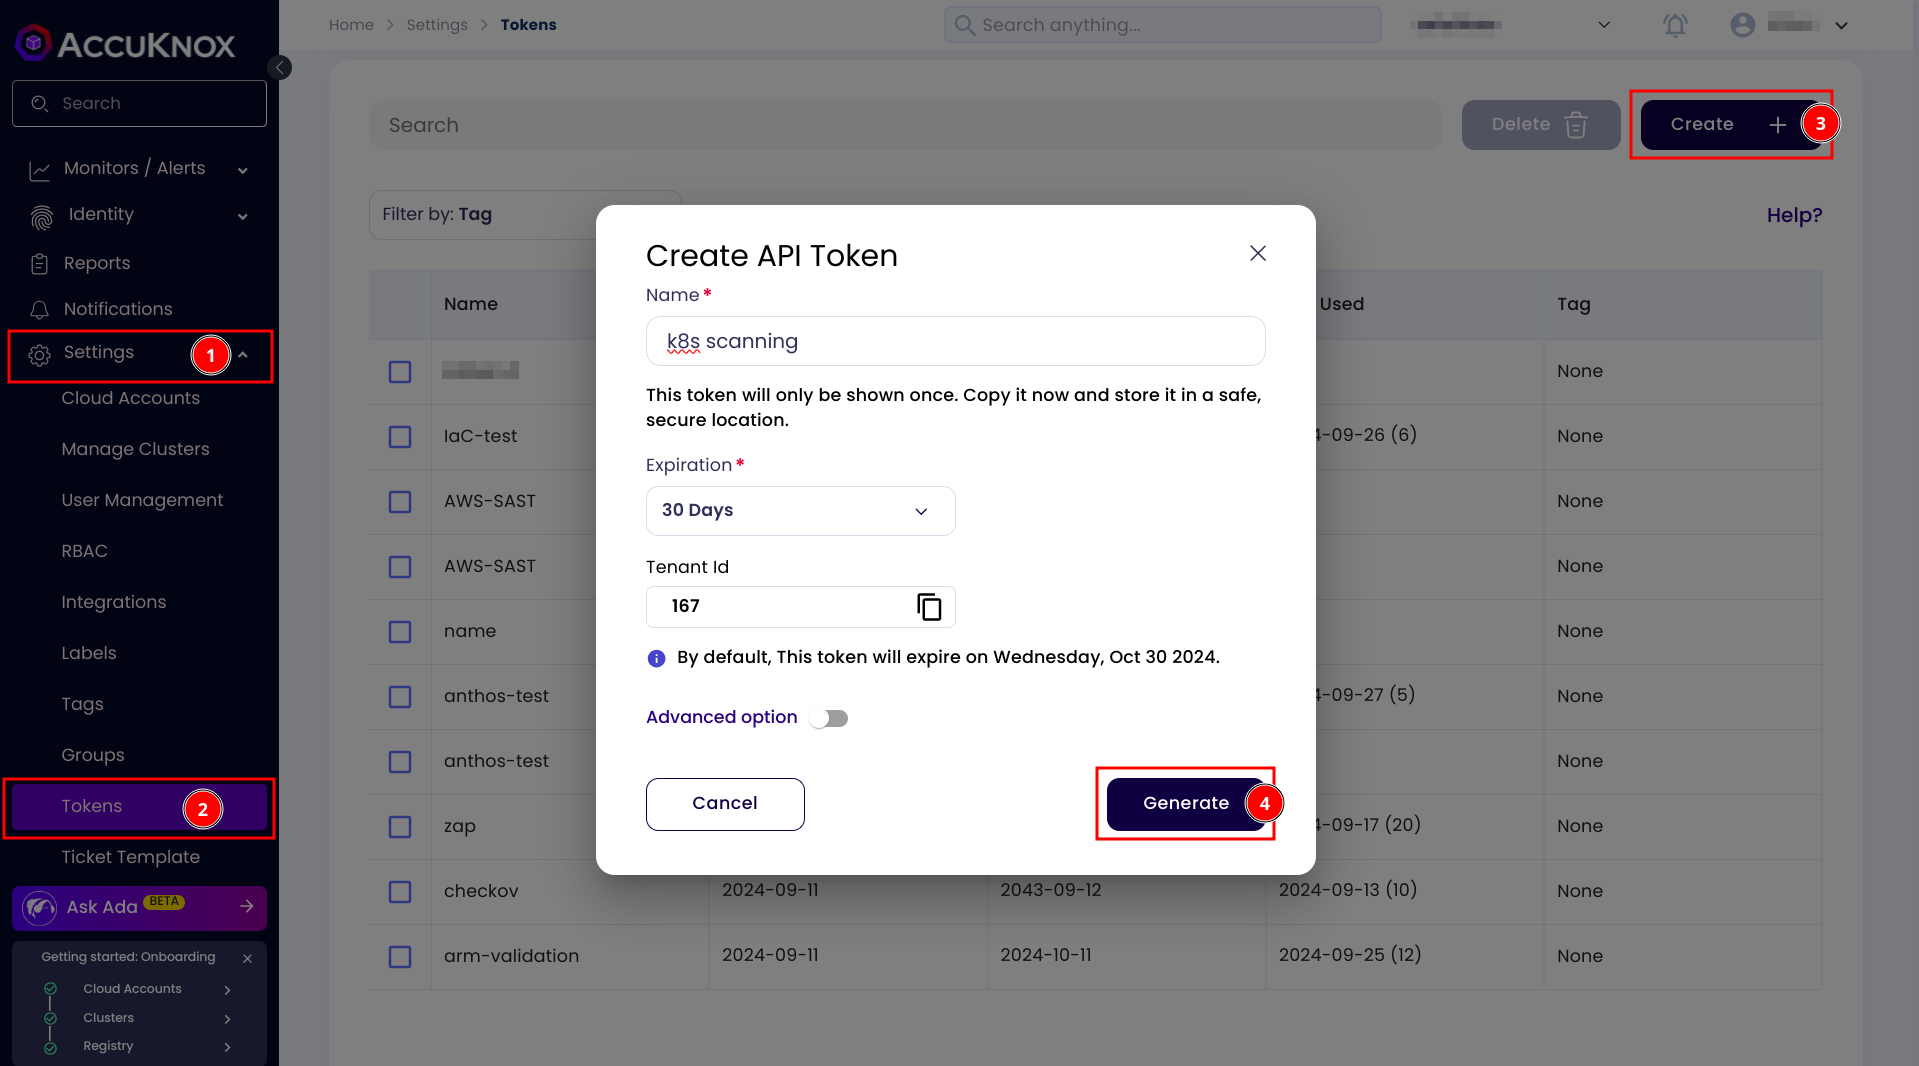 ACCUKNOX
Search
Monitors / Alerts
Identity
Reports
Notifications
Settings
1
Cloud Accounts
Manage Clusters
User Management
RBAC
Integrations
Labels
Tags
Groups
Tokens
2
Ticket Template
Ask Ada BETA
Getting started: Onboarding
Cloud Accounts
Clusters
Registry
Home > Settings > Tokens
Search anything...
Search
Delete
Create
3
Filter by: Tag
Help?
Name Used Tag
None
IaC-test 4-09-26 (6) None
AWS-SAST None
AWS-SAST None
name None
anthos-test 4-09-27 (5) None
anthos-test None
zap 4-09-17 (20) None
checkov 2024-09-11 2043-09-12 2024-09-13 (10) None
arm-validation 2024-09-11 2024-10-11 2024-09-25 (12) None
Create API Token
Name *
k8s scanning
This token will only be shown once. Copy it now and store it in a safe,
secure location.
Expiration *
30 Days
Tenant Id
167
By default, This token will expire on Wednesday, Oct 30 2024.
Advanced option
Cancel
Generate
4